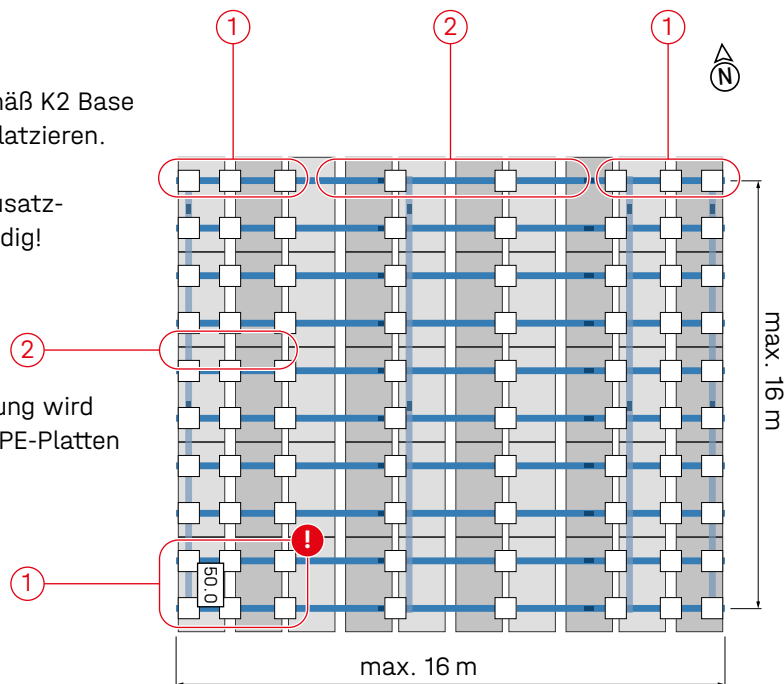 1
2
1
N
äß K2 Base
latzieren.
usatz-
dig!
max. 16 m
2
ung wird
PE-Platten
!
50.0
1
max. 16 m